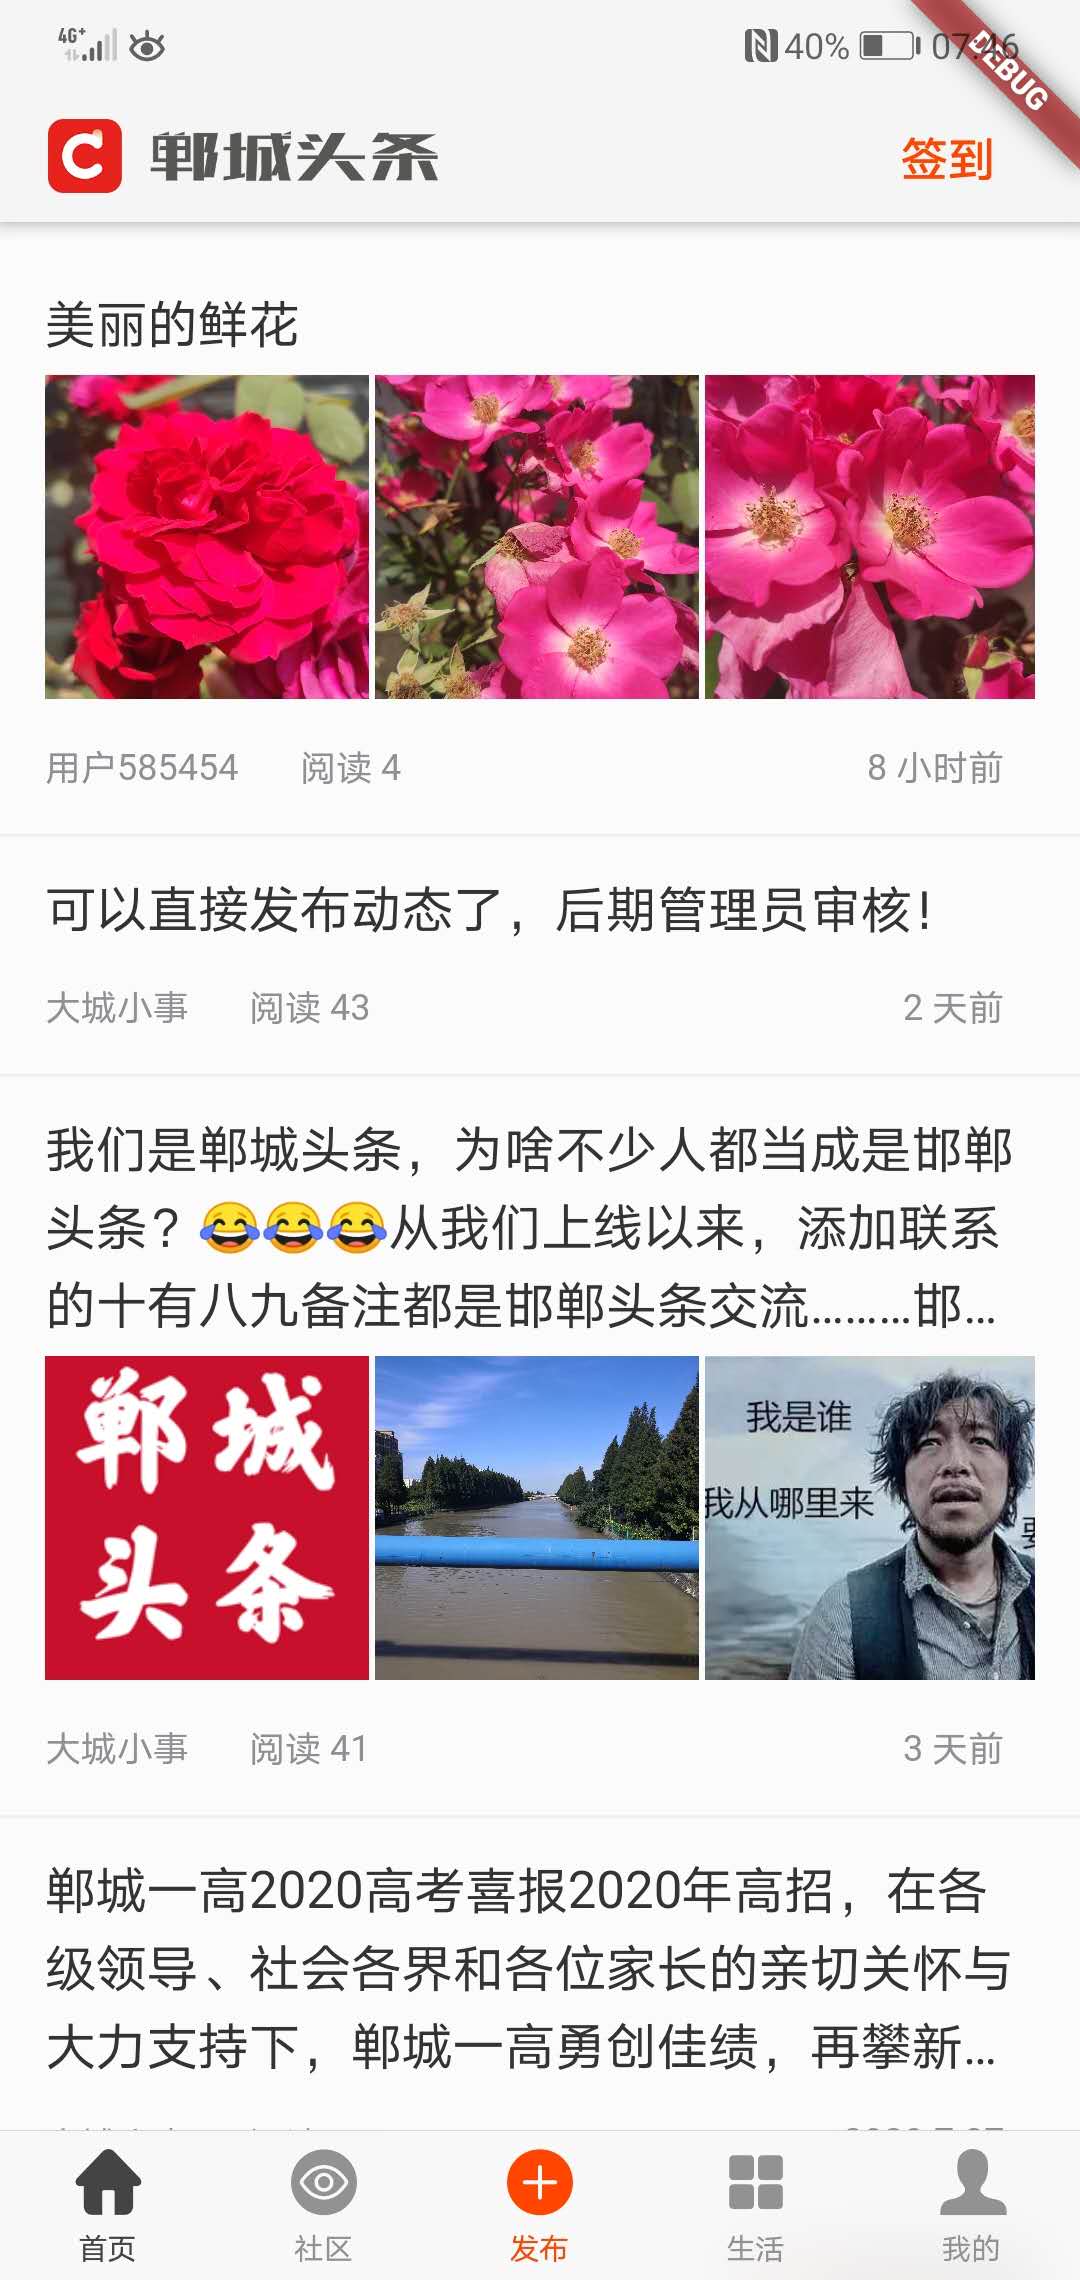 4G+
40%
07:46
DEBUG
C 郸城头条
签到
美丽的鲜花
用户585454 阅读 4 8 小时前
可以直接发布动态了，后期管理员审核！
大城小事 阅读 43 2 天前
我们是郸城头条，为啥不少人都当成是邯郸
头条？😂😂😂从我们上线以来，添加联系
的十有八九备注都是邯郸头条交流………邯...
郸城
头条
我是谁
我从哪里来
大城小事 阅读 41 3 天前
郸城一高2020高考喜报2020年高招，在各
级领导、社会各界和各位家长的亲切关怀与
大力支持下，郸城一高勇创佳绩，再攀新...
首页 社区 发布 生活 我的